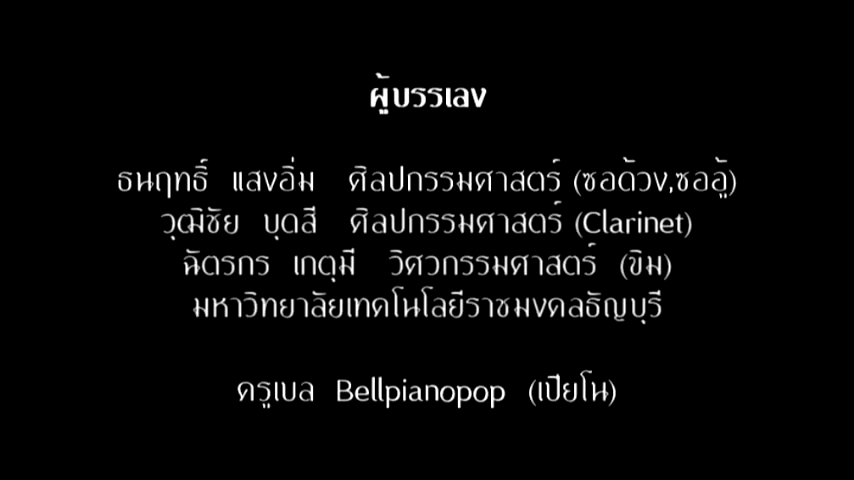 ผู้บรรเลง
ธนฤทธิ์ แสงอิ่ม ศิลปกรรมศาสตร์ (ซอด้วง,ซออู้)
วุฒิชัย บุดสี ศิลปกรรมศาสตร์ (Clarinet)
ฉัตรกร เกตุมี วิศวกรรมศาสตร์ (ขิม)
มหาวิทยาลัยเทคโนโลยีราชมงคลธัญบุรี
ครูเบล Bellpianopop (เปียโน)